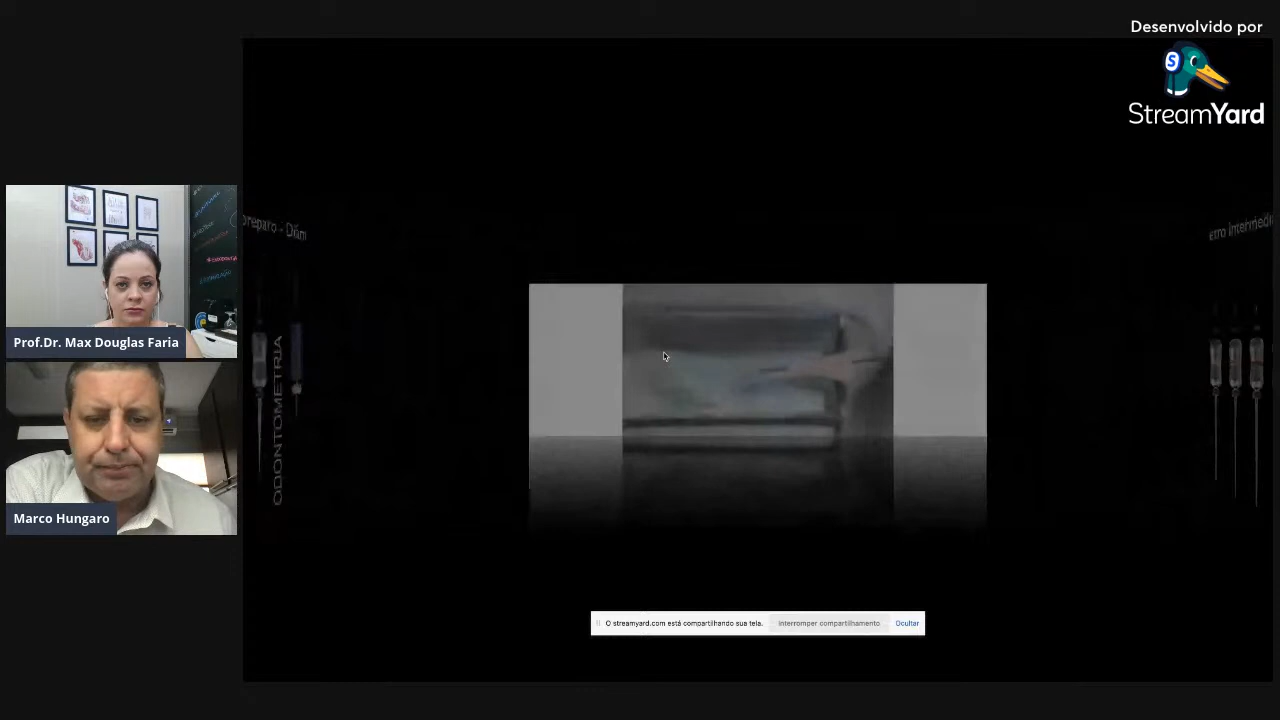 Desenvolvido por
StreamYard
Prof.Dr. Max Douglas Faria
Marco Hungaro
preparo - Diâm
ODONTOMETRIA
etro Intermedi
O streamyard.com está compartilhando sua tela.
Interromper compartilhamento
Ocultar